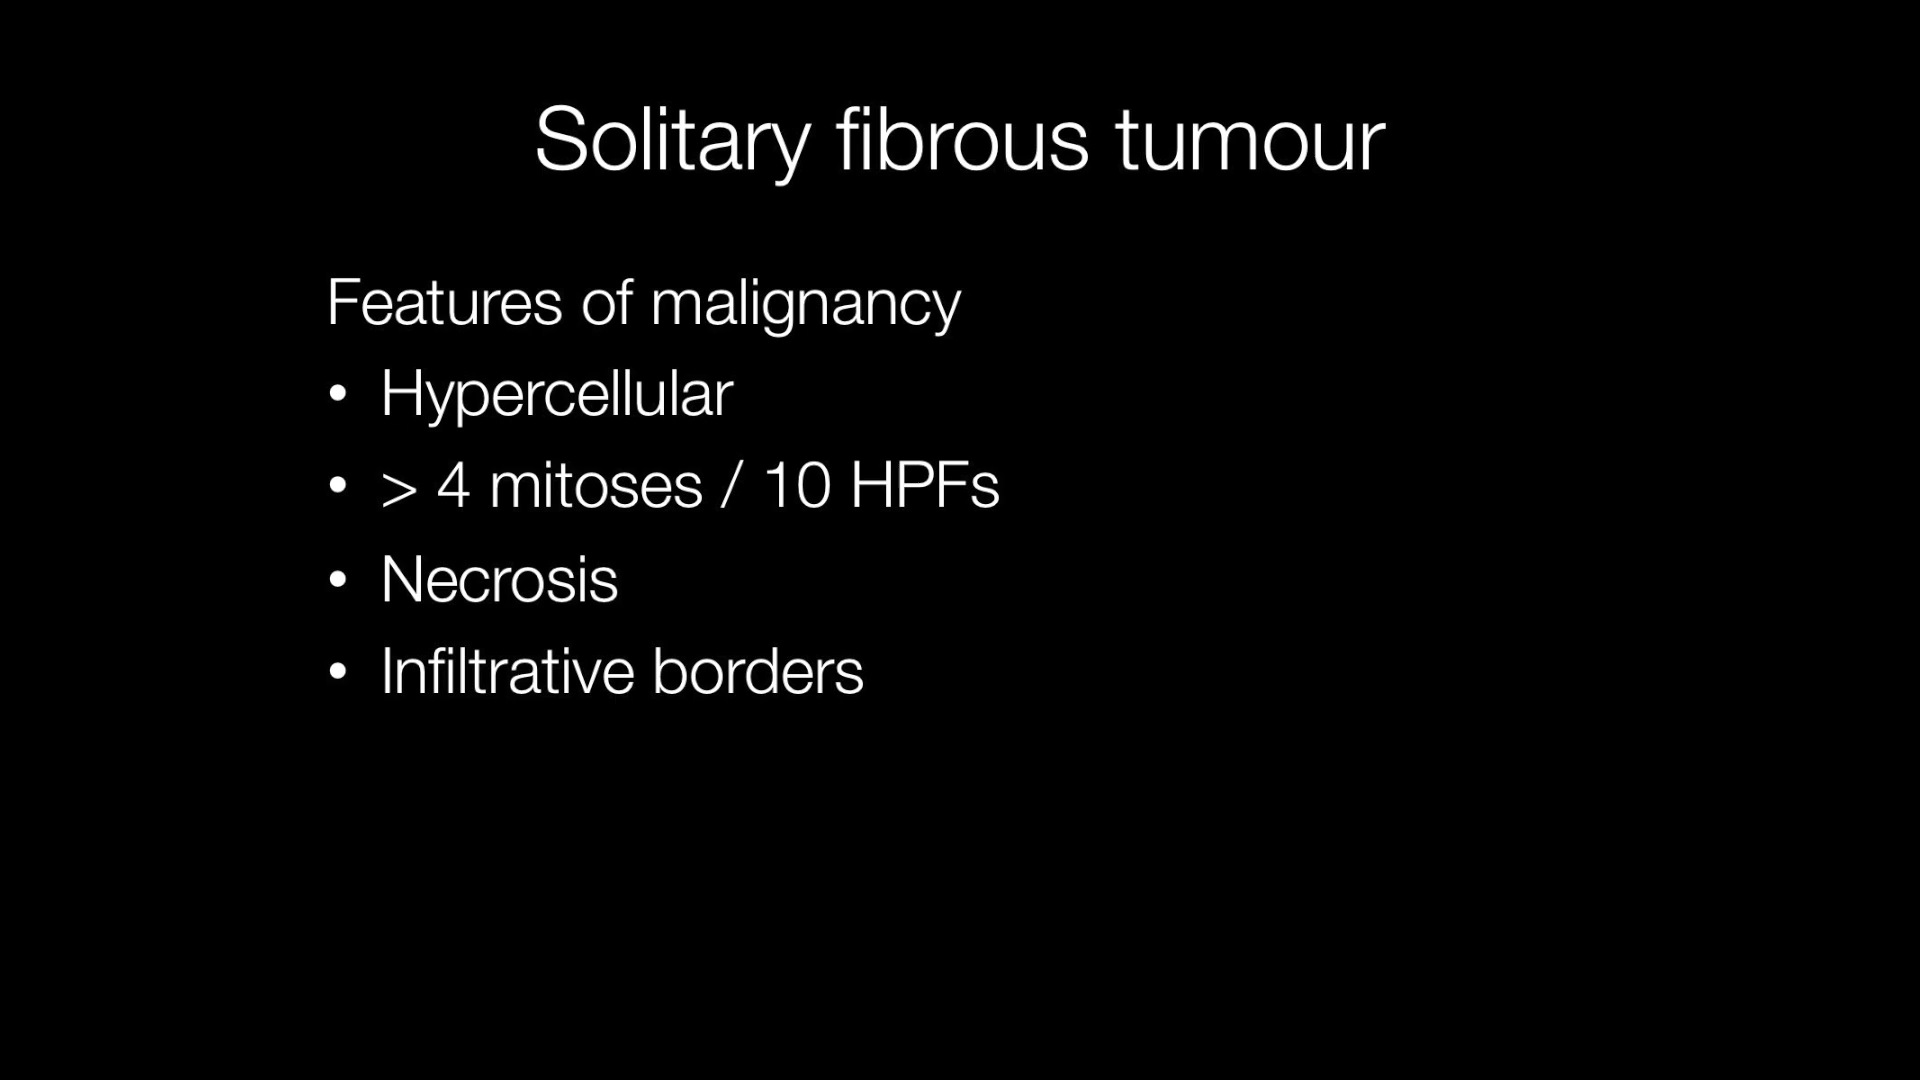 Solitary fibrous tumour
Features of malignancy
• Hypercellular
• > 4 mitoses / 10 HPFs
• Necrosis
• Infiltrative borders